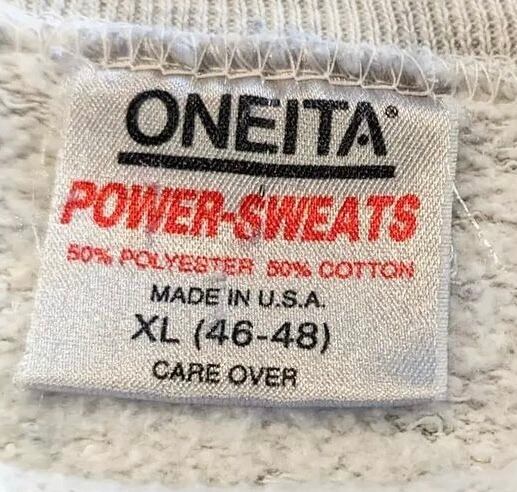 ONEITA®
POWER-SWEATS
50% POLYESTER 50% COTTON
MADE IN U.S.A.
XL (46-48)
CARE OVER